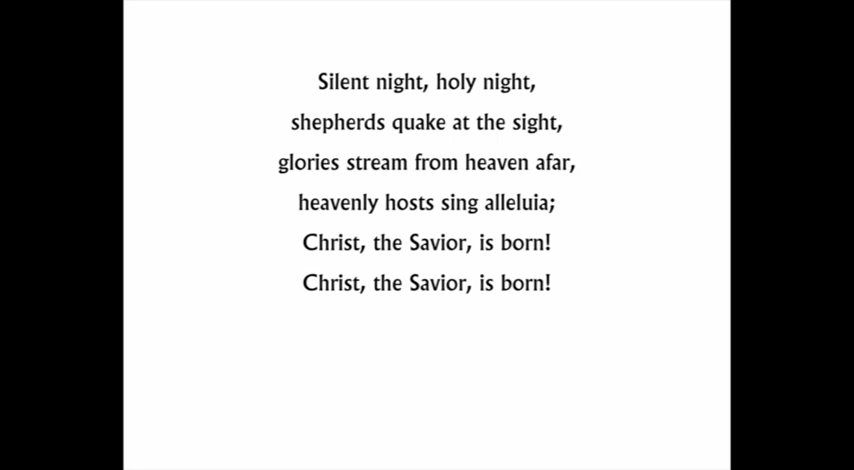 Silent night, holy night,
shepherds quake at the sight,
glories stream from heaven afar,
heavenly hosts sing alleluia;
Christ, the Savior, is born!
Christ, the Savior, is born!